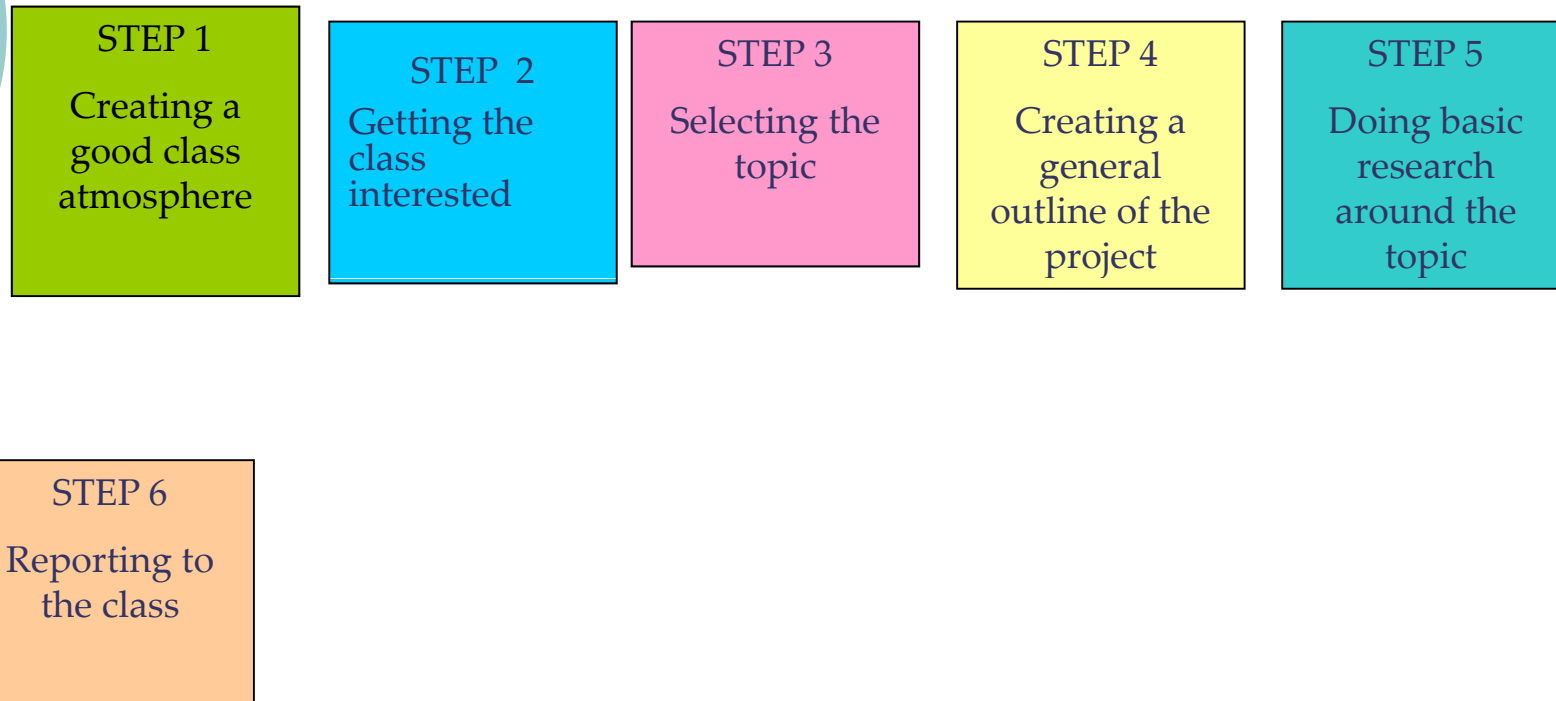 STEP 1
Creating a
good class
atmosphere
STEP 2
Getting the
class
interested
STEP 3
Selecting the
topic
STEP 4
Creating a
general
outline of the
project
STEP 5
Doing basic
research
around the
topic
STEP 6
Reporting to
the class